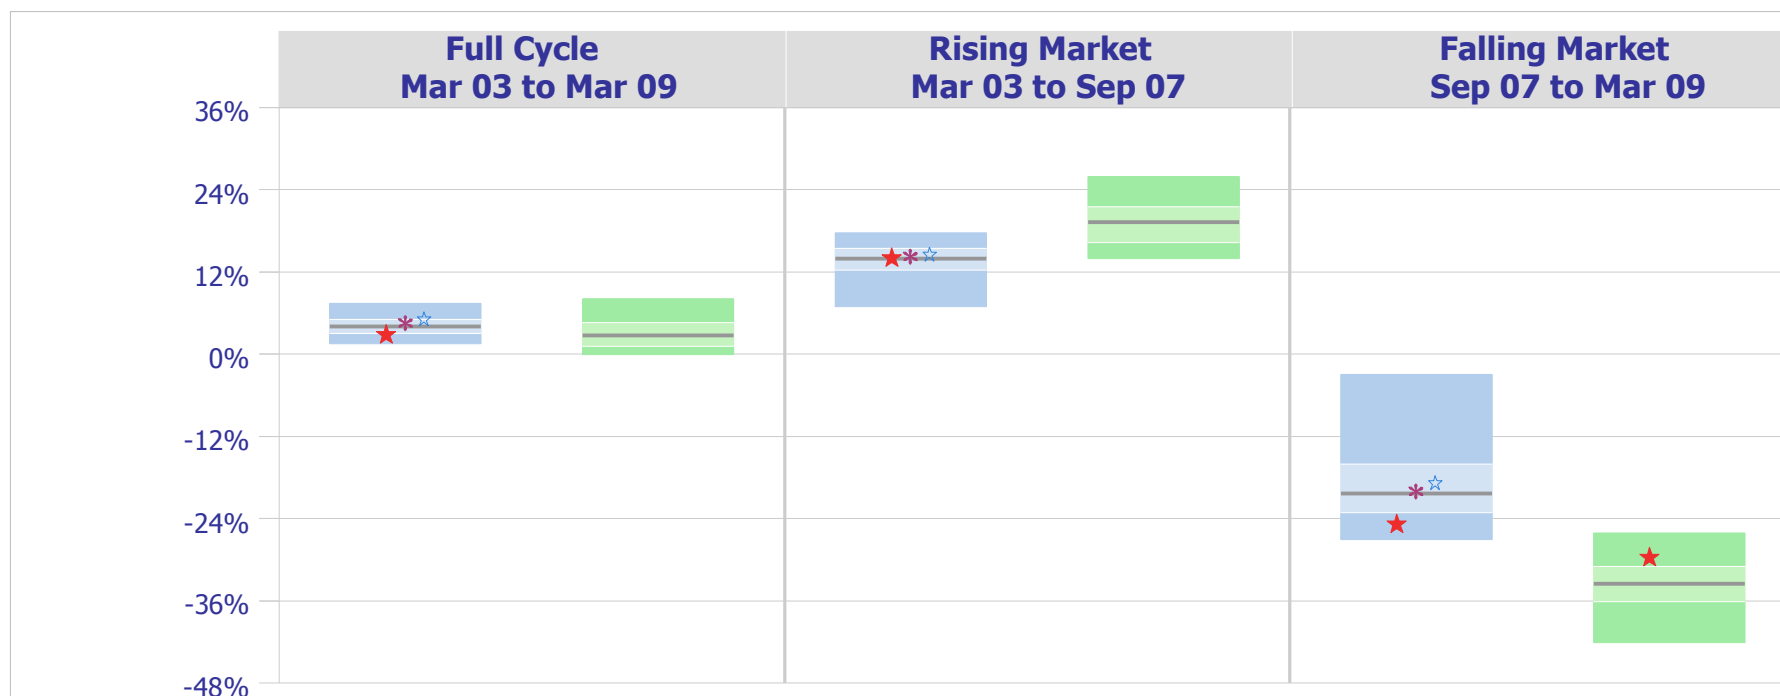 Full Cycle
Mar 03 to Mar 09
Rising Market
Mar 03 to Sep 07
Falling Market
Sep 07 to Mar 09
36%
24%
12%
0%
-12%
-24%
-36%
-48%